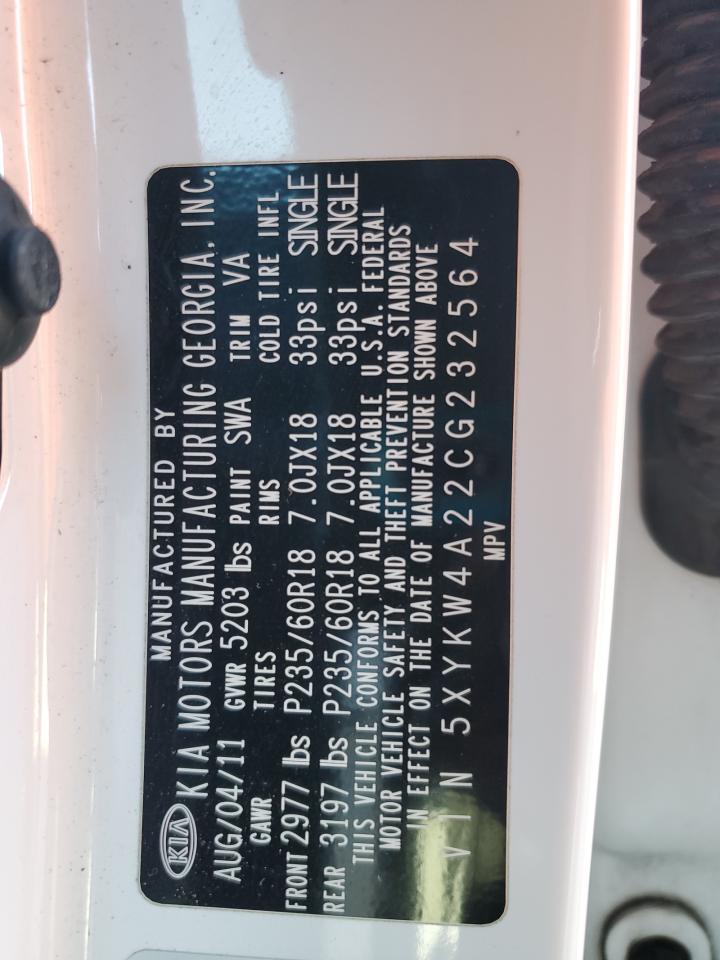 MANUFACTURED BY
KIA KIA MOTORS MANUFACTURING GEORGIA, INC.
AUG/04/11 GVWR 5203 lbs PAINT SWA TRIM VA
GAWR TIRES RIMS COLD TIRE INFL
FRONT 2977 lbs P235/60R18 7.0JX18 33psi SINGLE
REAR 3197 lbs P235/60R18 7.0JX18 33psi SINGLE
THIS VEHICLE CONFORMS TO ALL APPLICABLE U.S.A. FEDERAL
MOTOR VEHICLE SAFETY AND THEFT PREVENTION STANDARDS
IN EFFECT ON THE DATE OF MANUFACTURE SHOWN ABOVE
VIN 5XYKW4A22CG232564
MPV